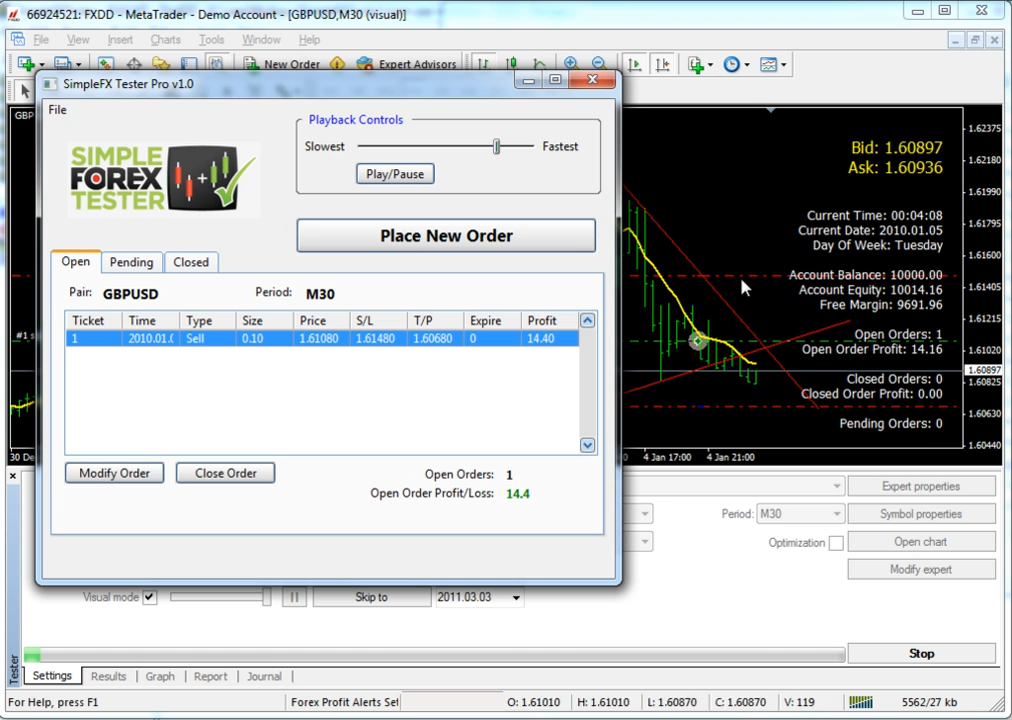 66924521: FXDD - MetaTrader - Demo Account - [GBPUSD,M30 (visual)]
File View Insert Charts Tools Window Help
New Order Expert Advisors
SimpleFX Tester Pro v1.0
File
SIMPLE
FOREX
TESTER
Playback Controls
Slowest Fastest
Play/Pause
Place New Order
Open Pending Closed
Pair: GBPUSD Period: M30
Ticket Time Type Size Price S/L T/P Expire Profit
1 2010.01.( Sell 0.10 1.61080 1.61480 1.60680 0 14.40
Modify Order Close Order
Open Orders: 1
Open Order Profit/Loss: 14.4
GBP
#1 s
30 De
Bid: 1.60897
Ask: 1.60936
Current Time: 00:04:08
Current Date: 2010.01.05
Day Of Week: Tuesday
Account Balance: 10000.00
Account Equity: 10014.16
Free Margin: 9691.96
Open Orders: 1
Open Order Profit: 14.16
Closed Orders: 0
Closed Order Profit: 0.00
Pending Orders: 0
1.62375
1.62180
1.61990
1.61795
1.61600
1.61405
1.61215
1.61020
1.60897
1.60825
1.60630
1.60440
4 Jan 17:00 4 Jan 21:00
Expert properties
Period: M30 Symbol properties
Optimization Open chart
Modify expert
Visual mode Skip to 2011.03.03
Stop
Tester
Settings Results Graph Report Journal
For Help, press F1 Forex Profit Alerts Set O: 1.61010 H: 1.61010 L: 1.60870 C: 1.60870 V: 119 5562/27 kb